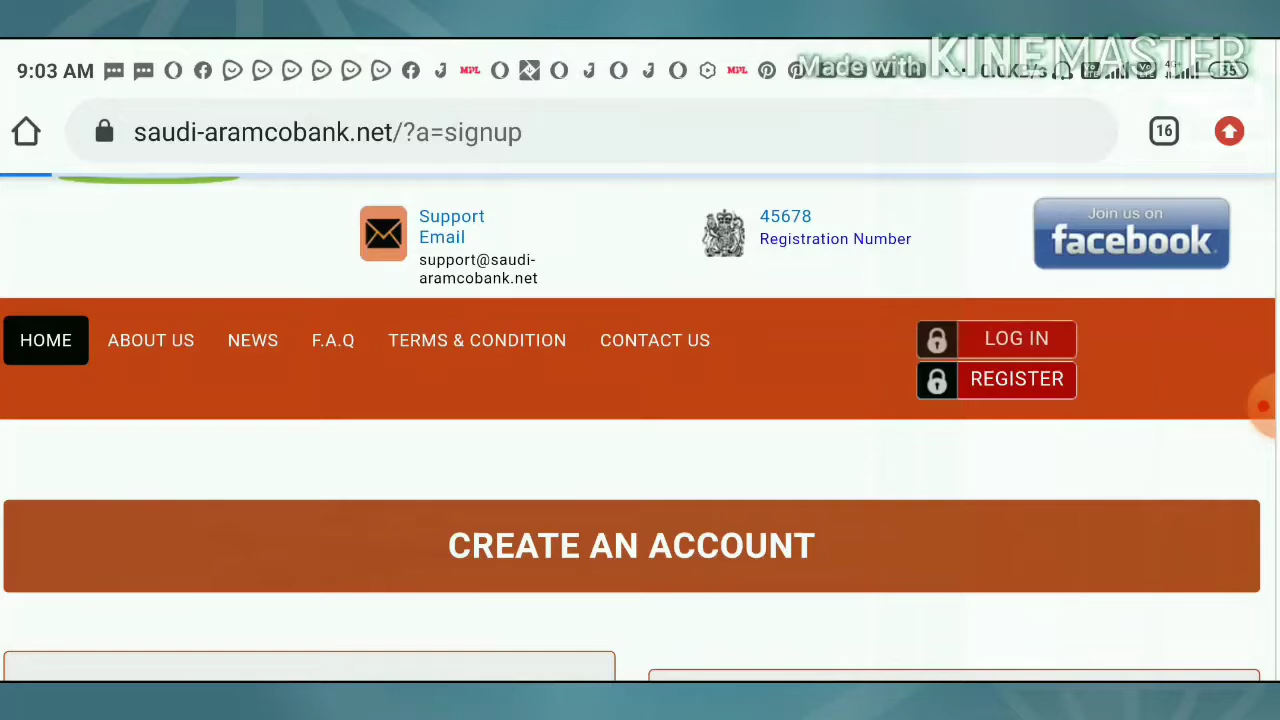 Made with KINEMASTER
9:03 AM
saudi-aramcobank.net/?a=signup
16
Support
Email
support@saudi-
aramcobank.net
45678
Registration Number
Join us on
facebook.
HOME ABOUT US NEWS F.A.Q TERMS & CONDITION CONTACT US
LOG IN
REGISTER
CREATE AN ACCOUNT